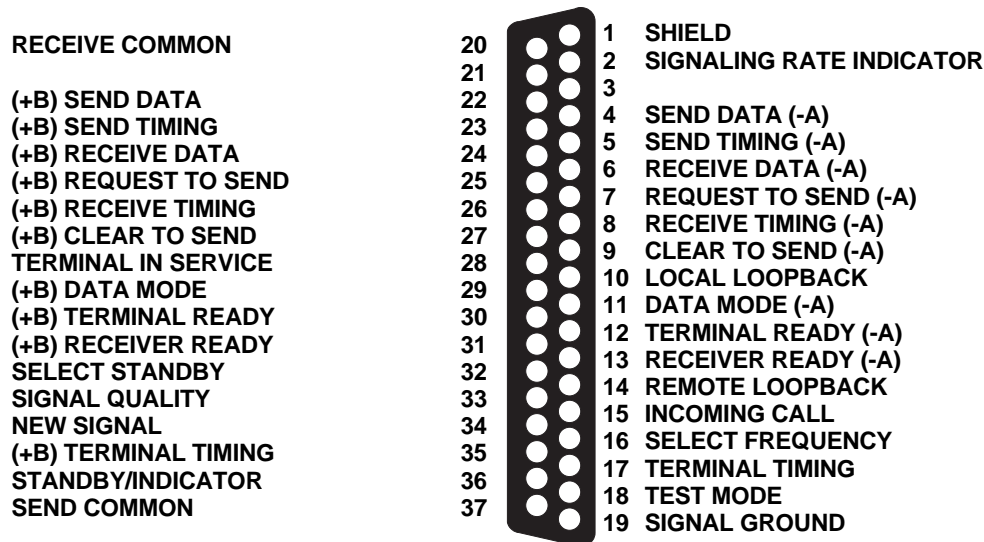 RECEIVE COMMON 20
21
(+B) SEND DATA 22
(+B) SEND TIMING 23
(+B) RECEIVE DATA 24
(+B) REQUEST TO SEND 25
(+B) RECEIVE TIMING 26
(+B) CLEAR TO SEND 27
TERMINAL IN SERVICE 28
(+B) DATA MODE 29
(+B) TERMINAL READY 30
(+B) RECEIVER READY 31
SELECT STANDBY 32
SIGNAL QUALITY 33
NEW SIGNAL 34
(+B) TERMINAL TIMING 35
STANDBY/INDICATOR 36
SEND COMMON 37
1 SHIELD
2 SIGNALING RATE INDICATOR
3
4 SEND DATA (-A)
5 SEND TIMING (-A)
6 RECEIVE DATA (-A)
7 REQUEST TO SEND (-A)
8 RECEIVE TIMING (-A)
9 CLEAR TO SEND (-A)
10 LOCAL LOOPBACK
11 DATA MODE (-A)
12 TERMINAL READY (-A)
13 RECEIVER READY (-A)
14 REMOTE LOOPBACK
15 INCOMING CALL
16 SELECT FREQUENCY
17 TERMINAL TIMING
18 TEST MODE
19 SIGNAL GROUND